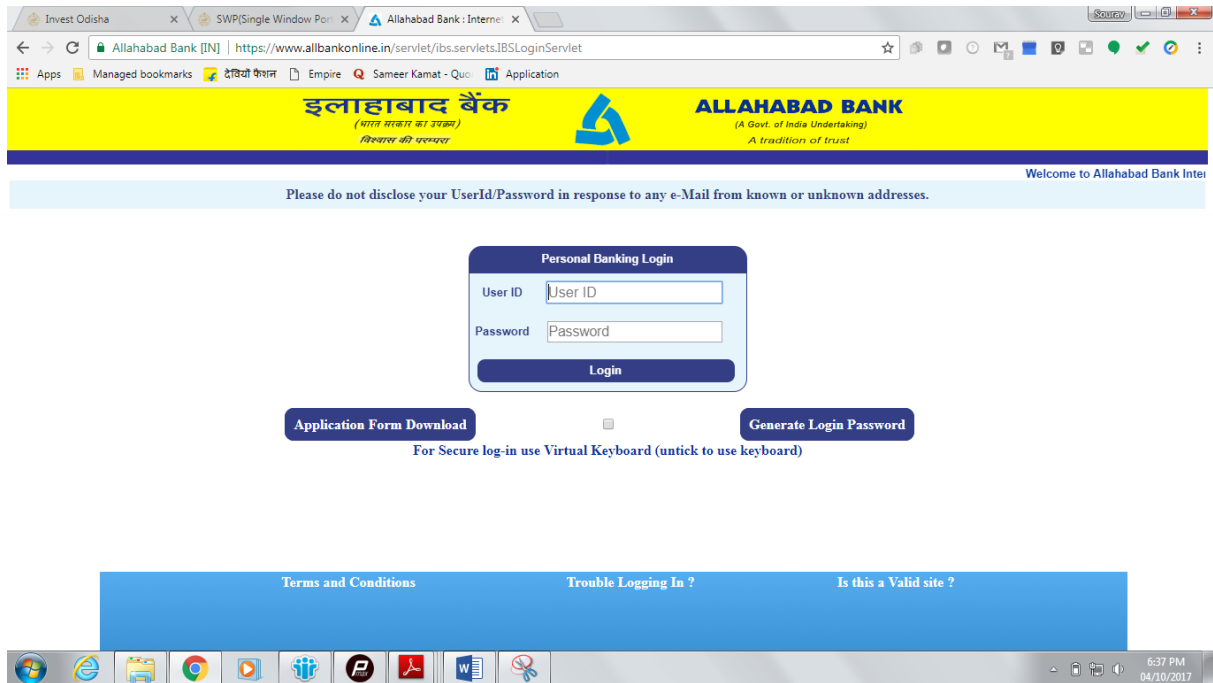 Invest Odisha
SWP(Single Window Por
Allahabad Bank : Internet
Sourav
Allahabad Bank [IN] | https://www.allbankonline.in/servlet/ibs.servlets.IBSLoginServlet
Apps Managed bookmarks देवियों फैशन Empire Sameer Kamat - Quo Application
इलाहाबाद बैंक
(भारत सरकार का उपक्रम)
विश्वास की परम्परा
ALLAHABAD BANK
(A Govt. of India Undertaking)
A tradition of trust
Welcome to Allahabad Bank Inter
Please do not disclose your UserId/Password in response to any e-Mail from known or unknown addresses.
Personal Banking Login
User ID User ID
Password Password
Login
Application Form Download Generate Login Password
For Secure log-in use Virtual Keyboard (untick to use keyboard)
Terms and Conditions Trouble Logging In ? Is this a Valid site ?
6:37 PM
04/10/2017